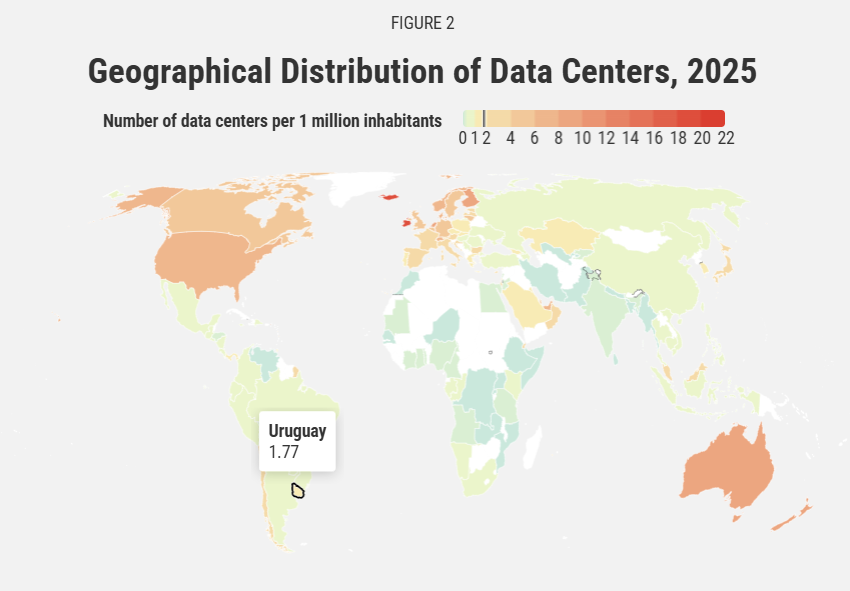 FIGURE 2
Geographical Distribution of Data Centers, 2025
Number of data centers per 1 million inhabitants
0 1 2 4 6 8 10 12 14 16 18 20 22
Uruguay
1.77